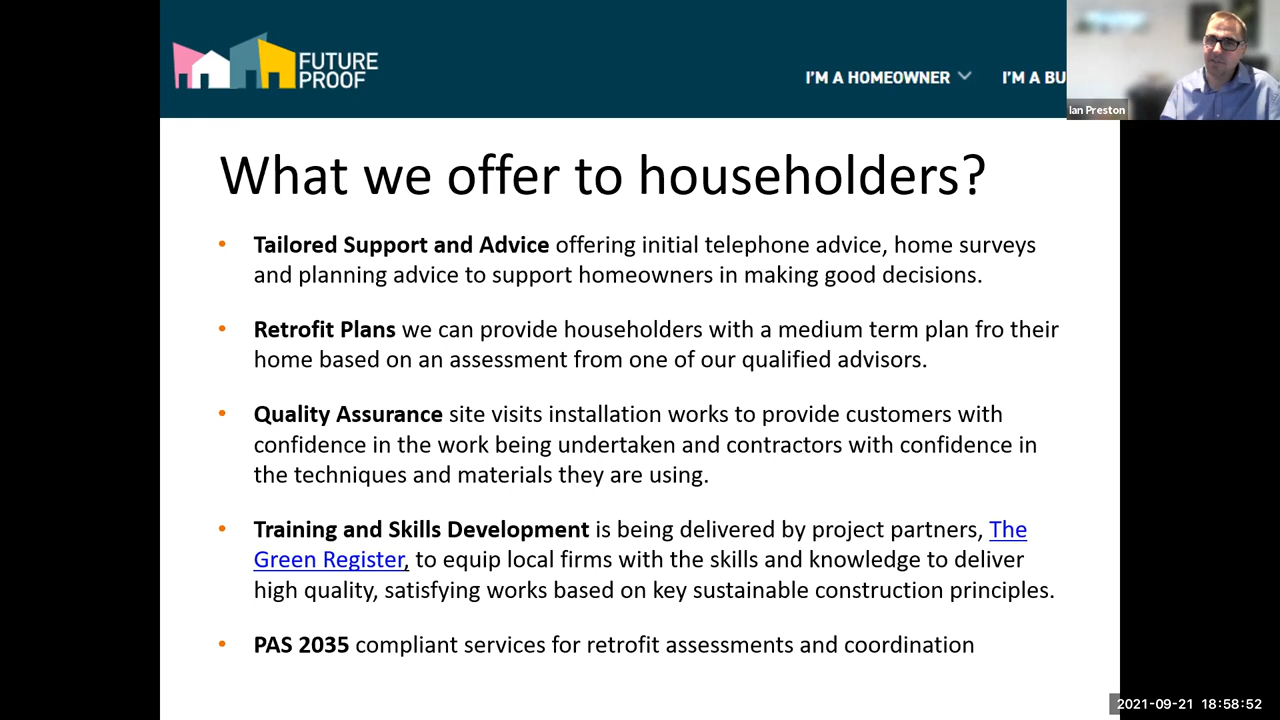 FUTURE
PROOF
I'M A HOMEOWNER
I'M A BU
Ian Preston
What we offer to householders?
• Tailored Support and Advice offering initial telephone advice, home surveys
and planning advice to support homeowners in making good decisions.
• Retrofit Plans we can provide householders with a medium term plan fro their
home based on an assessment from one of our qualified advisors.
• Quality Assurance site visits installation works to provide customers with
confidence in the work being undertaken and contractors with confidence in
the techniques and materials they are using.
• Training and Skills Development is being delivered by project partners, The
Green Register, to equip local firms with the skills and knowledge to deliver
high quality, satisfying works based on key sustainable construction principles.
• PAS 2035 compliant services for retrofit assessments and coordination
2021-09-21 18:58:52